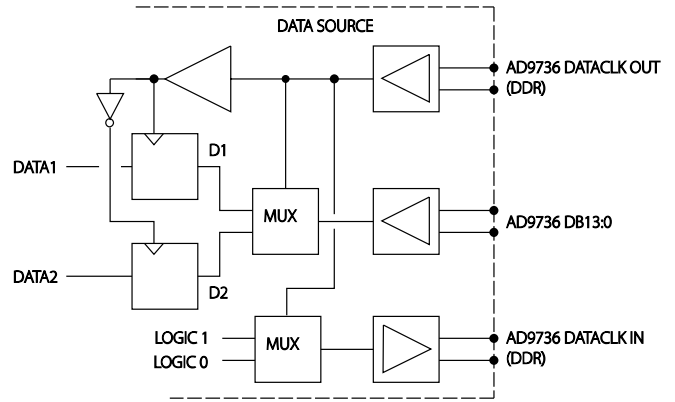 DATA SOURCE
AD9736 DATACLK OUT
(DDR)
D1
DATA1
MUX
AD9736 DB13:0
DATA2
D2
LOGIC 1
LOGIC 0
MUX
AD9736 DATACLK IN
(DDR)